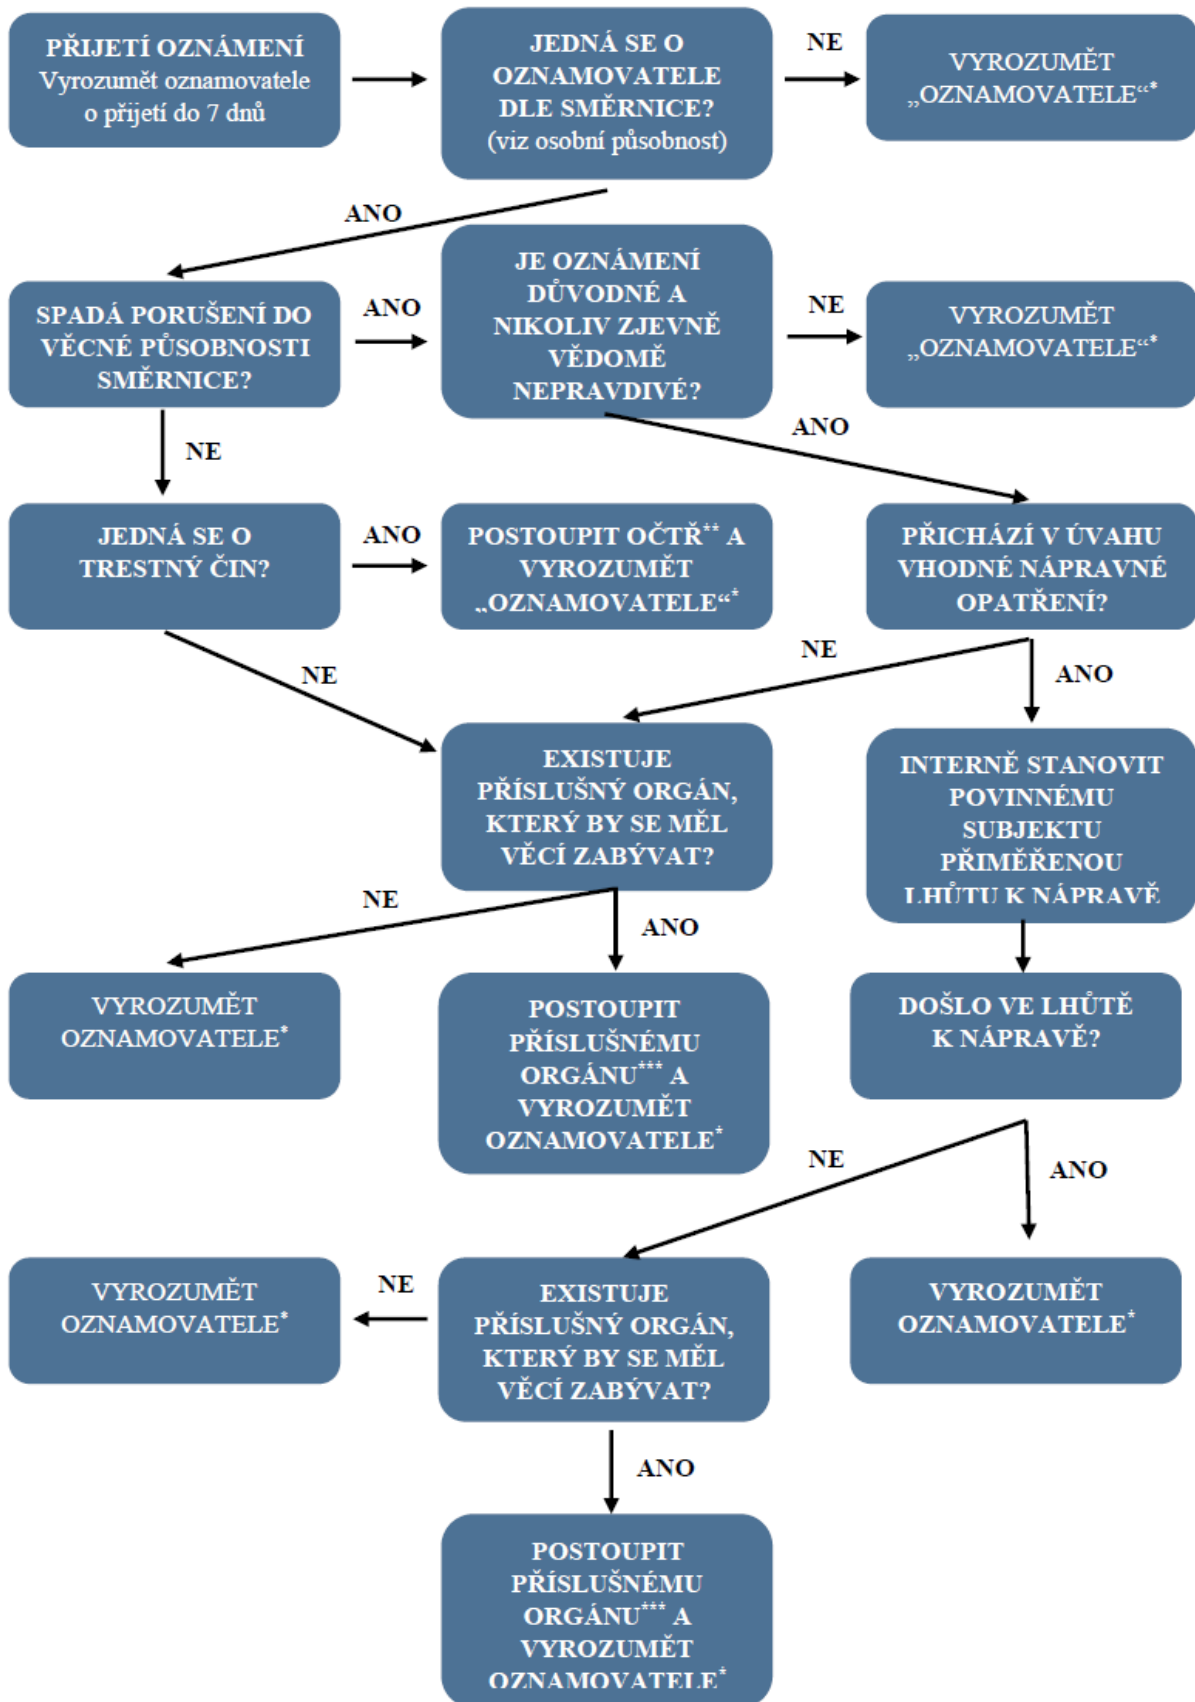 PŘIJETÍ OZNÁMENÍ
Vyrozumět oznamovatele
o přijetí do 7 dnů
JEDNÁ SE O
OZNAMOVATELE
DLE SMĚRNICE?
(viz osobní působnost)
NE
VYROZUMĚT
„OZNAMOVATELE“*
ANO
SPADÁ PORUŠENÍ DO
VĚCNÉ PŮSOBNOSTI
SMĚRNICE?
ANO
JE OZNÁMENÍ
DŮVODNÉ A
NIKOLIV ZJEVNĚ
VĚDOMĚ
NEPRAVDIVÉ?
NE
VYROZUMĚT
„OZNAMOVATELE“*
NE
ANO
JEDNÁ SE O
TRESTNÝ ČIN?
ANO
POSTOUPIT OČTŘ** A
VYROZUMĚT
„OZNAMOVATELE“*
PŘICHÁZÍ V ÚVAHU
VHODNÉ NÁPRAVNÉ
OPATŘENÍ?
NE
NE
ANO
EXISTUJE
PŘÍSLUŠNÝ ORGÁN,
KTERÝ BY SE MĚL
VĚCÍ ZABÝVAT?
INTERNĚ STANOVIT
POVINNÉMU
SUBJEKTU
PŘIMĚŘENOU
LHŮTU K NÁPRAVĚ
NE
ANO
VYROZUMĚT
OZNAMOVATELE*
POSTOUPIT
PŘÍSLUŠNÉMU
ORGÁNU*** A
VYROZUMĚT
OZNAMOVATELE*
DOŠLO VE LHŮTĚ
K NÁPRAVĚ?
NE
ANO
VYROZUMĚT
OZNAMOVATELE*
NE
EXISTUJE
PŘÍSLUŠNÝ ORGÁN,
KTERÝ BY SE MĚL
VĚCÍ ZABÝVAT?
VYROZUMĚT
OZNAMOVATELE*
ANO
POSTOUPIT
PŘÍSLUŠNÉMU
ORGÁNU*** A
VYROZUMĚT
OZNAMOVATELE*